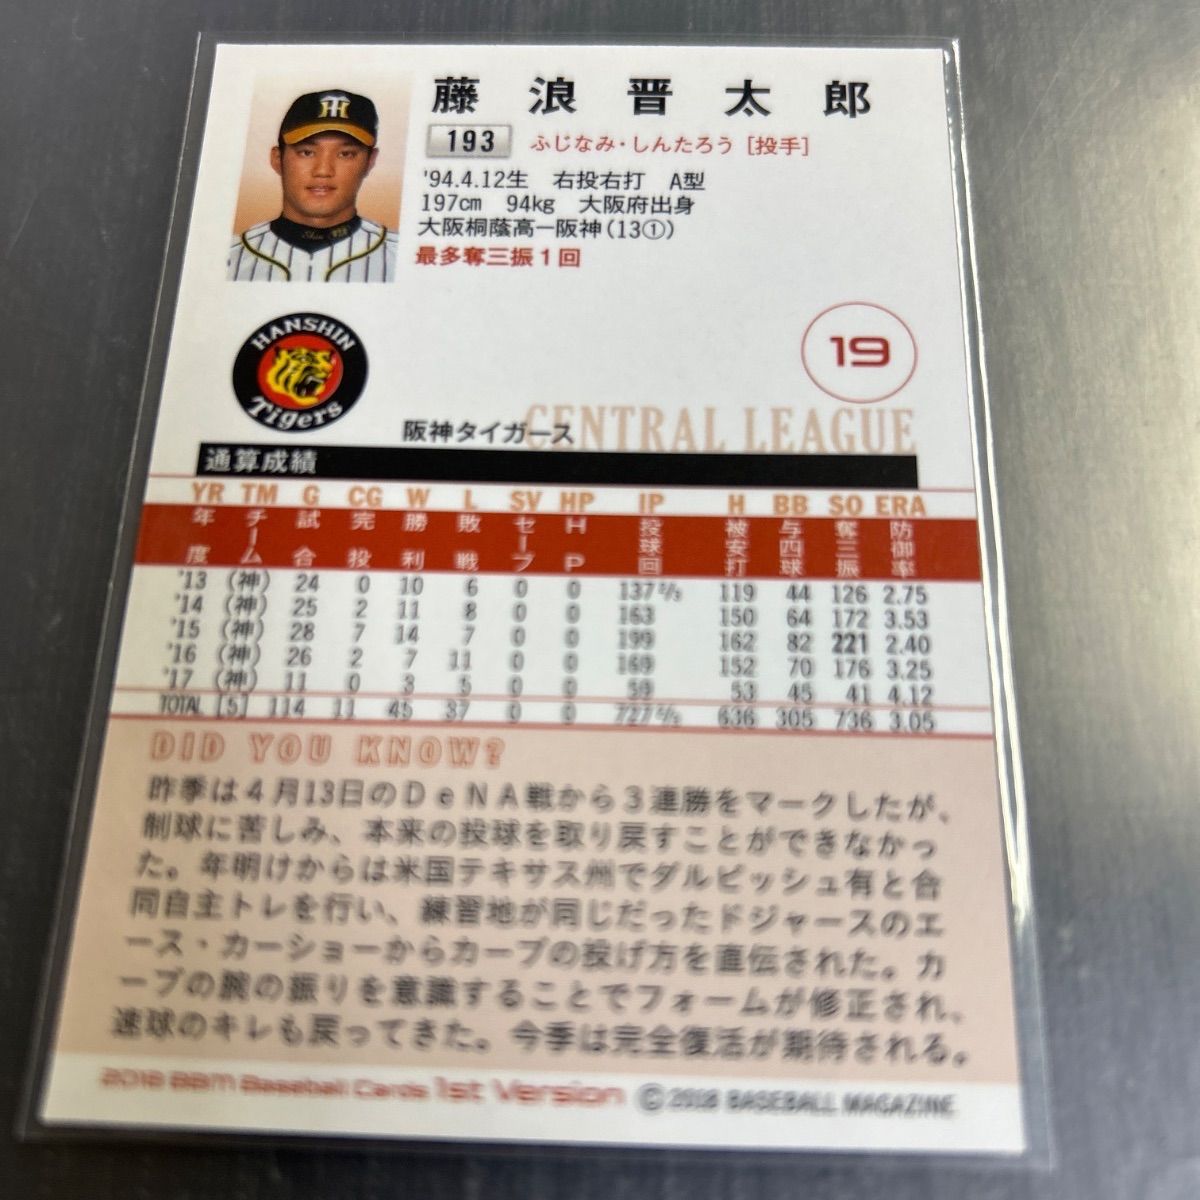 藤浪晋太郎
193 ふじなみ・しんたろう [投手]
'94.4.12生 右投右打 A型
197cm 94kg 大阪府出身
大阪桐蔭高ー阪神(13①)
最多奪三振1回
HANSHIN
Tigers
19
CENTRAL LEAGUE
阪神タイガース
通算成績
YR TM G CG W L SV HP IP H BB SO ERA
年度 チーム 試合 完投 勝利 敗戦 セーブ HP 投球回 被安打 与四球 奪三振 防御率
'13 (神) 24 0 10 6 0 0 137 2/3 119 44 126 2.75
'14 (神) 25 2 11 8 0 0 163 150 64 172 3.53
'15 (神) 28 7 14 7 0 0 199 162 82 221 2.40
'16 (神) 26 2 7 11 0 0 169 152 70 176 3.25
'17 (神) 11 0 3 5 0 0 59 53 45 41 4.12
TOTAL [5] 114 11 45 37 0 0 727 2/3 636 305 736 3.05
DID YOU KNOW?
昨季は4月13日のDeNA戦から3連勝をマークしたが、
制球に苦しみ、本来の投球を取り戻すことができなかっ
た。年明けからは米国テキサス州でダルビッシュ有と合
同自主トレを行い、練習地が同じだったドジャースのエ
ース・カーショーからカーブの投げ方を直伝された。カ
ーブの腕の振りを意識することでフォームが修正され、
速球のキレも戻ってきた。今季は完全復活が期待される。
2018 BBM Baseball Cards 1st Version ©2018 BASEBALL MAGAZINE